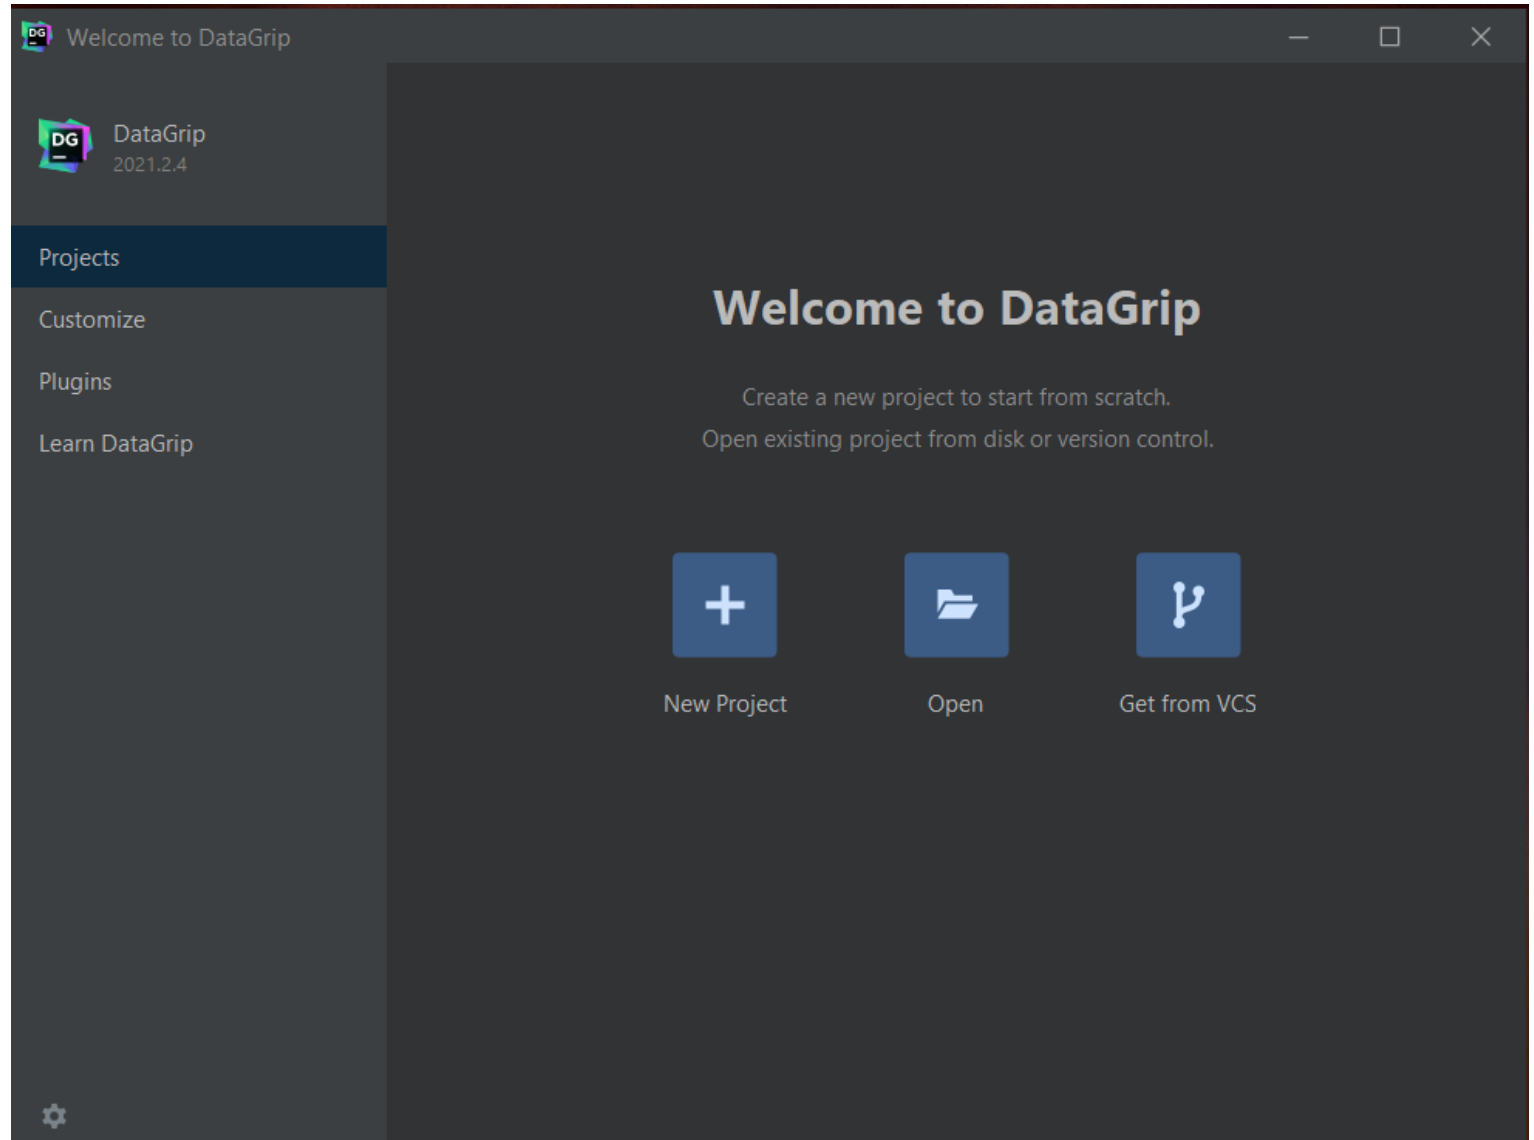 DG Welcome to DataGrip
DG DataGrip
2021.2.4
Projects
Customize
Plugins
Learn DataGrip
Welcome to DataGrip
Create a new project to start from scratch.
Open existing project from disk or version control.
New Project
Open
Get from VCS